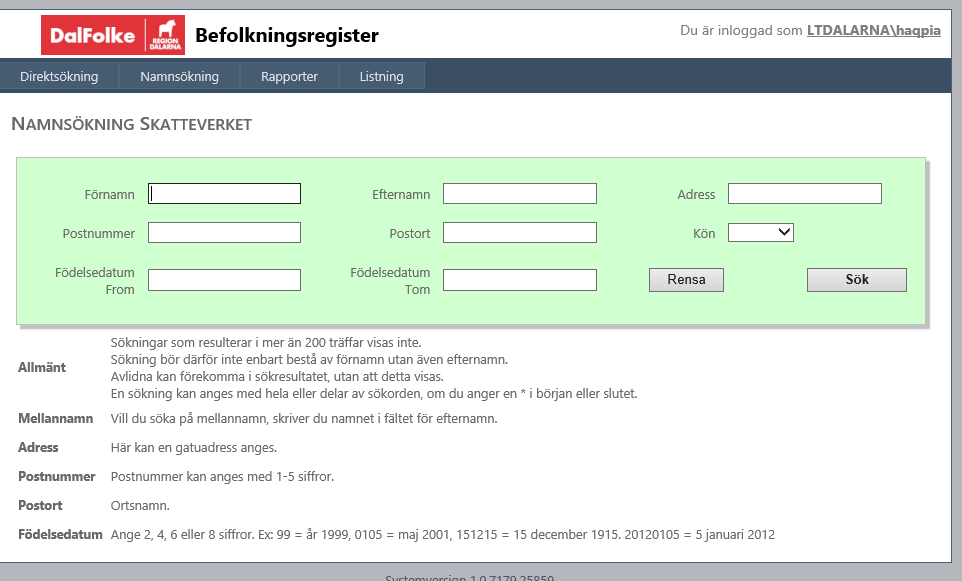 DalFolke REGION DALARNA Befolkningsregister Du är inloggad som LTDALARNA\haqpia
Direktsökning Namnsökning Rapporter Listning
NAMNSÖKNING SKATTEVERKET
Förnamn Efternamn Adress
Postnummer Postort Kön
Födelsedatum From Födelsedatum Tom Rensa Sök
Allmänt
Sökningar som resulterar i mer än 200 träffar visas inte.
Sökning bör därför inte enbart bestå av förnamn utan även efternamn.
Avlidna kan förekomma i sökresultatet, utan att detta visas.
En sökning kan anges med hela eller delar av sökorden, om du anger en * i början eller slutet.
Mellannamn Vill du söka på mellannamn, skriver du namnet i fältet för efternamn.
Adress Här kan en gatuadress anges.
Postnummer Postnummer kan anges med 1-5 siffror.
Postort Ortsnamn.
Födelsedatum Ange 2, 4, 6 eller 8 siffror. Ex: 99 = år 1999, 0105 = maj 2001, 151215 = 15 december 1915. 20120105 = 5 januari 2012
Systemversion 1.0.7179.25859